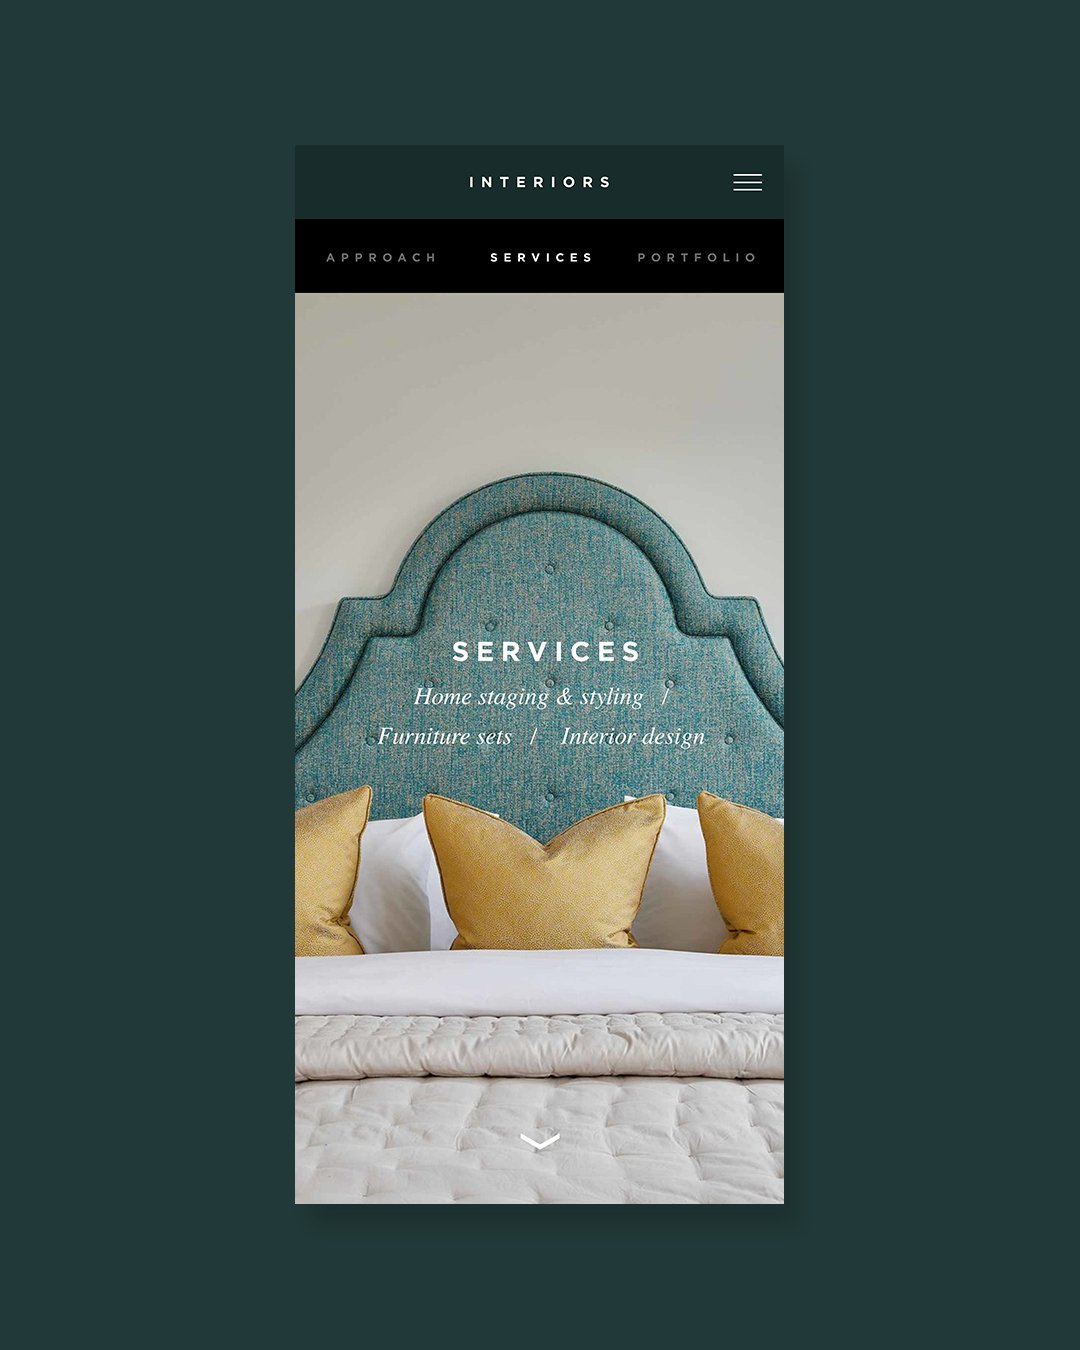 INTERIORS
APPROACH SERVICES PORTFOLIO
SERVICES
Home staging & styling /
Furniture sets / Interior design